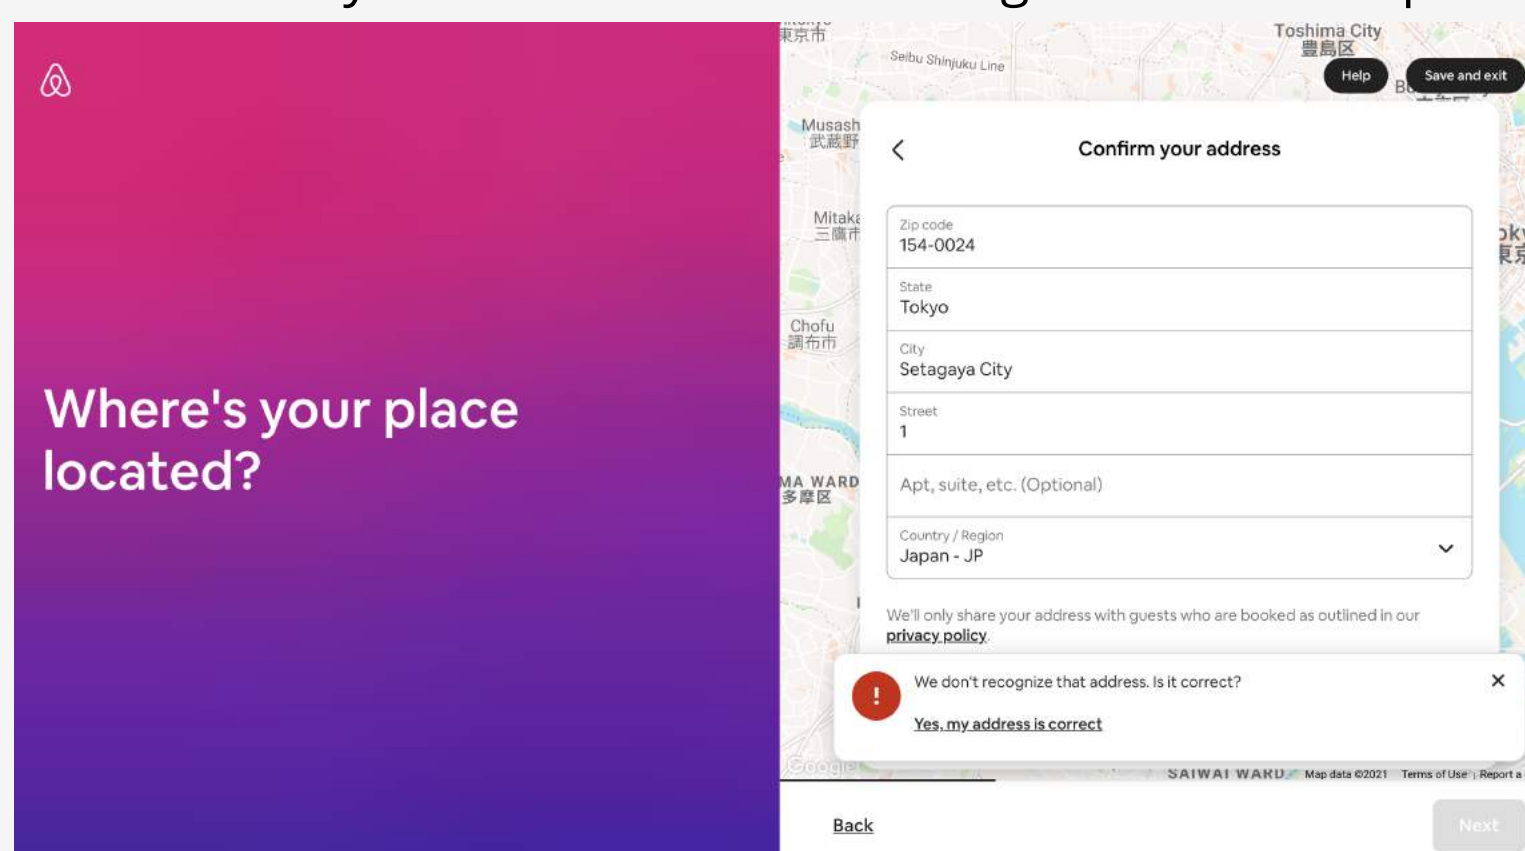 東京市
Toshima City
豊島区
Seibu Shinjuku Line
Help
Save and exit
Musash
武蔵野
Confirm your address
Mitaka
三鷹市
Zip code
154-0024
State
Tokyo
Chofu
調布市
City
Setagaya City
Where's your place
located?
Street
1
MA WARD
多摩区
Apt, suite, etc. (Optional)
Country / Region
Japan - JP
We'll only share your address with guests who are booked as outlined in our
privacy policy.
!
We don't recognize that address. Is it correct?
Yes, my address is correct
Google
SAIWAI WARD
Map data ©2021 Terms of Use Report a
Back
Next